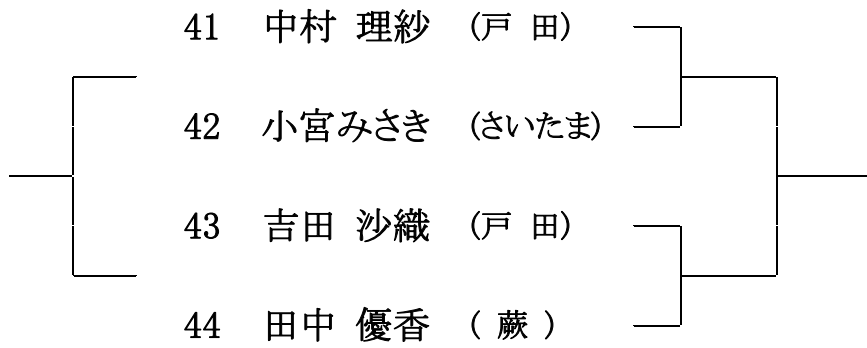 41 中村 理紗 (戸 田)
42 小宮みさき (さいたま)
43 吉田 沙織 (戸 田)
44 田中 優香 ( 蕨 )